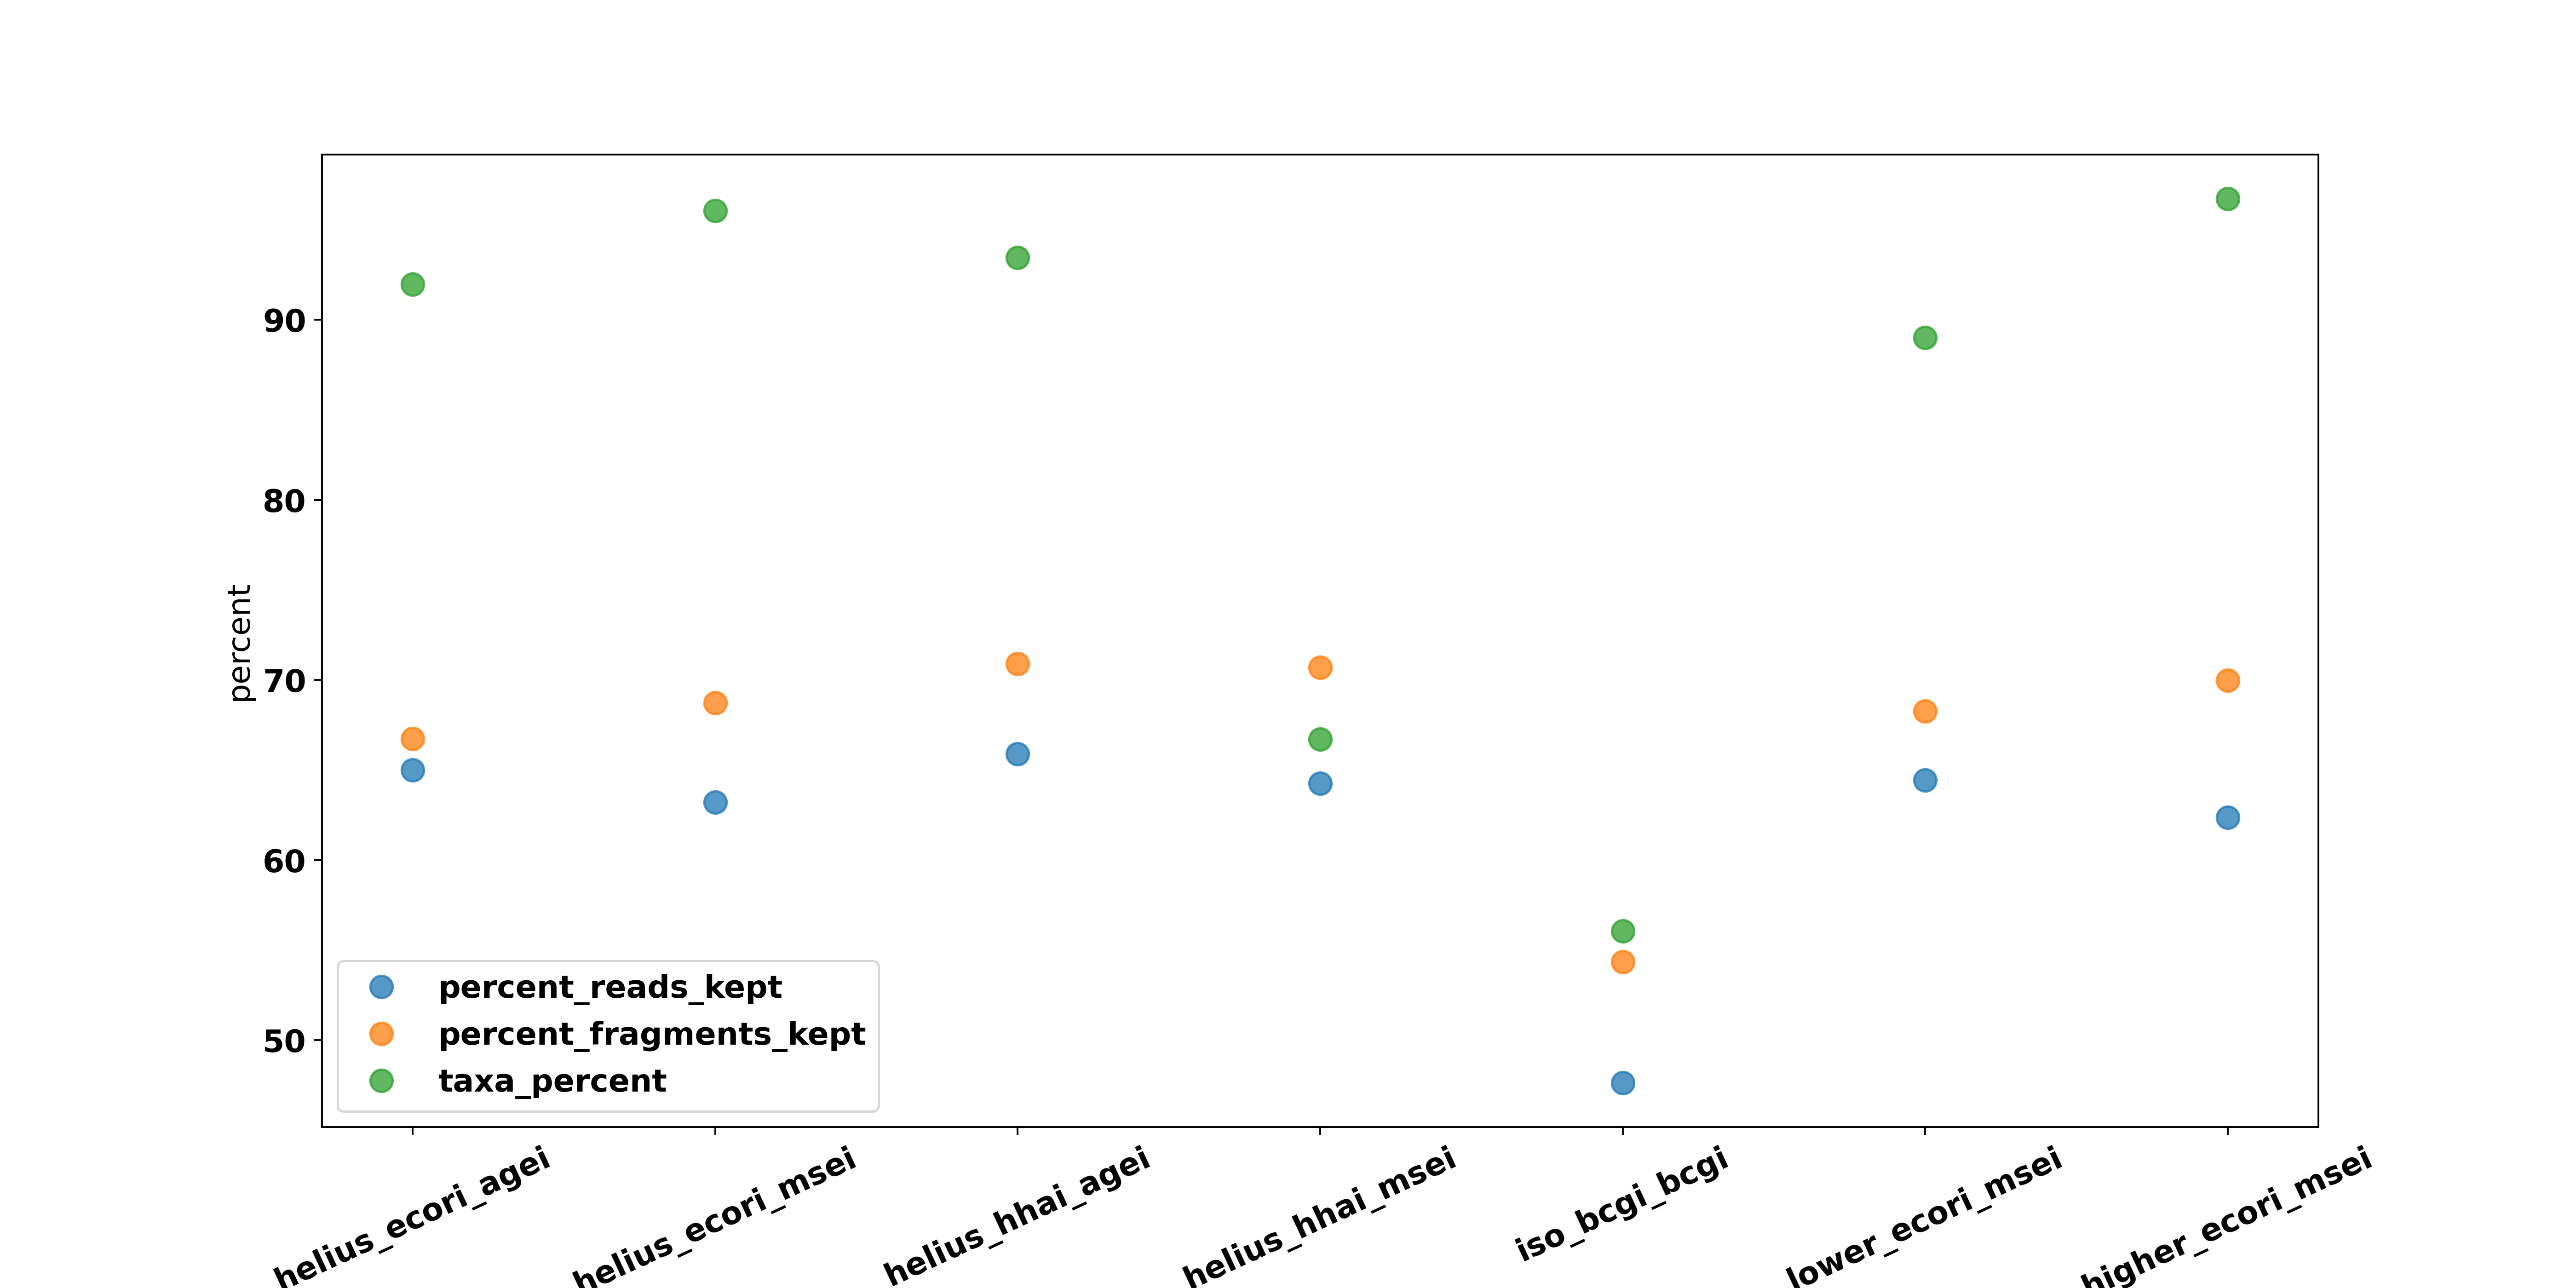 90
80
70
60
50
percent
percent_reads_kept
percent_fragments_kept
taxa_percent
helius_ecori_agei
helius_ecori_msei
helius_hhai_agei
helius_hhai_msei
iso_bcgi_bcgi
lower_ecori_msei
higher_ecori_msei